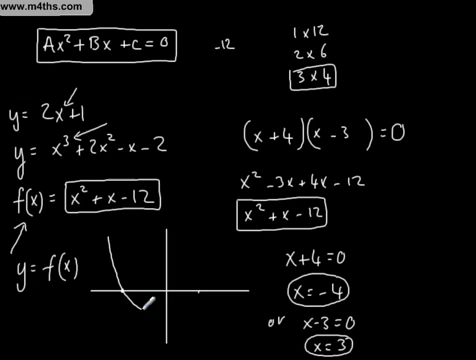 www.m4ths.com
Ax² + Bx + c = 0
-12
1 x 12
2 x 6
3 x 4
y = 2x+1
y = x³ + 2x² - x - 2
f(x) = x² + x - 12
y = f(x)
(x + 4)(x - 3) = 0
x² - 3x + 4x - 12
x² + x - 12
x + 4 = 0
x = -4
or x - 3 = 0
x = 3